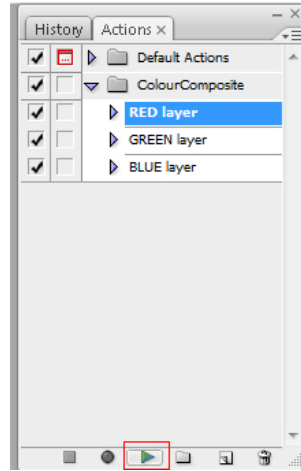 History Actions ×
Default Actions
ColourComposite
RED layer
GREEN layer
BLUE layer